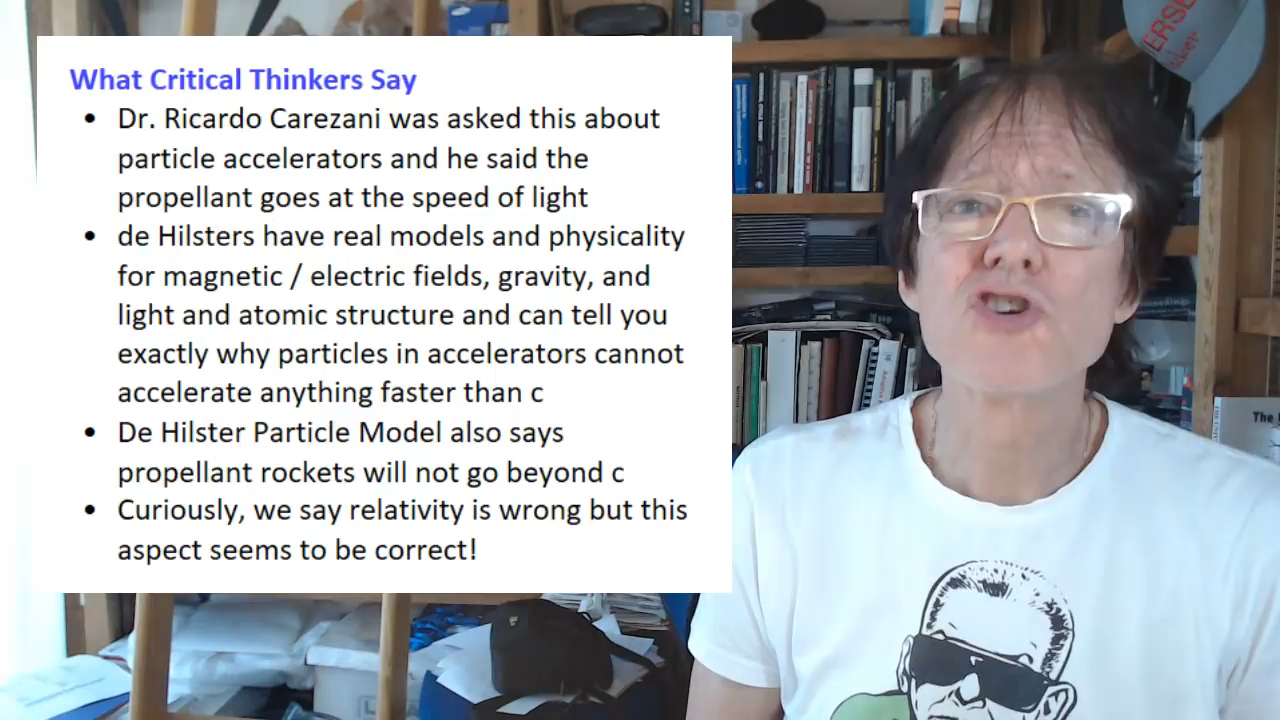 What Critical Thinkers Say
• Dr. Ricardo Carezani was asked this about
particle accelerators and he said the
propellant goes at the speed of light
• de Hilsters have real models and physicality
for magnetic / electric fields, gravity, and
light and atomic structure and can tell you
exactly why particles in accelerators cannot
accelerate anything faster than c
• De Hilster Particle Model also says
propellant rockets will not go beyond c
• Curiously, we say relativity is wrong but this
aspect seems to be correct!
The